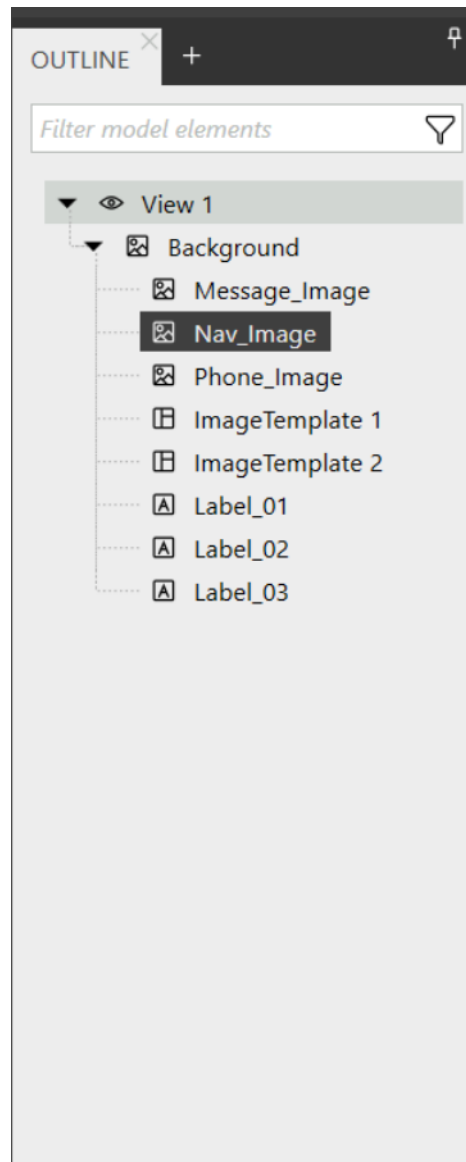 OUTLINE
Filter model elements
View 1
Background
Message_Image
Nav_Image
Phone_Image
ImageTemplate 1
ImageTemplate 2
Label_01
Label_02
Label_03